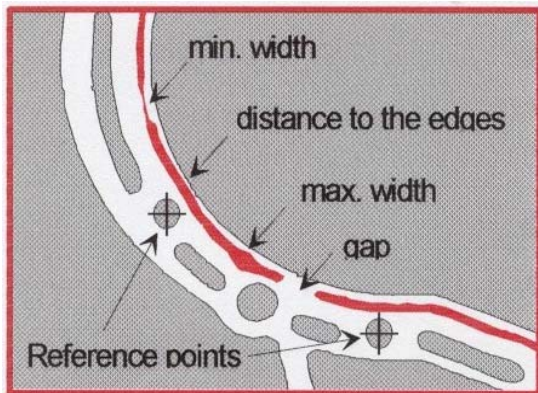 min. width
distance to the edges
max. width
gap
Reference points